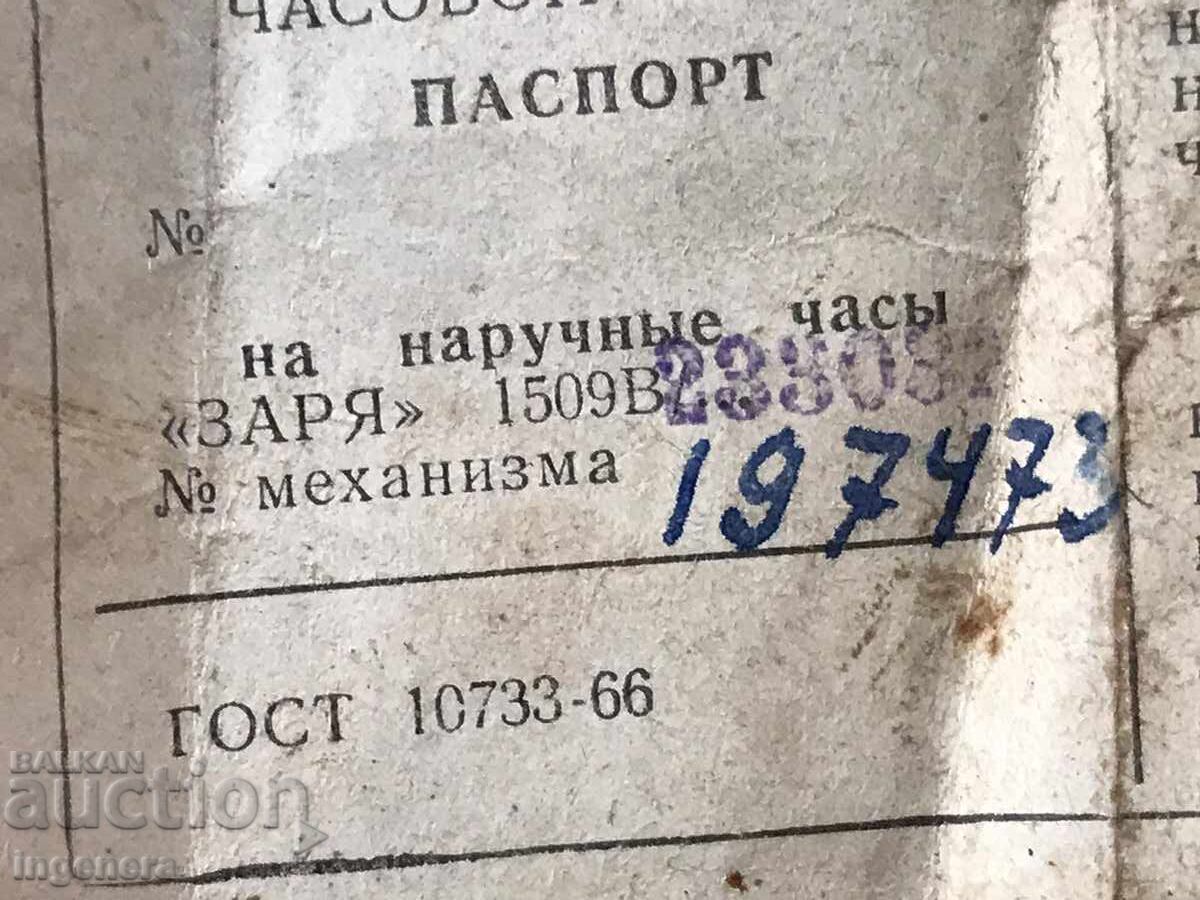 ПАСПОРТ
№
на наручные часы
«ЗАРЯ» 1509В
№ механизма 197473
ГОСТ 10733-66
BALKAN
auction
ingenera